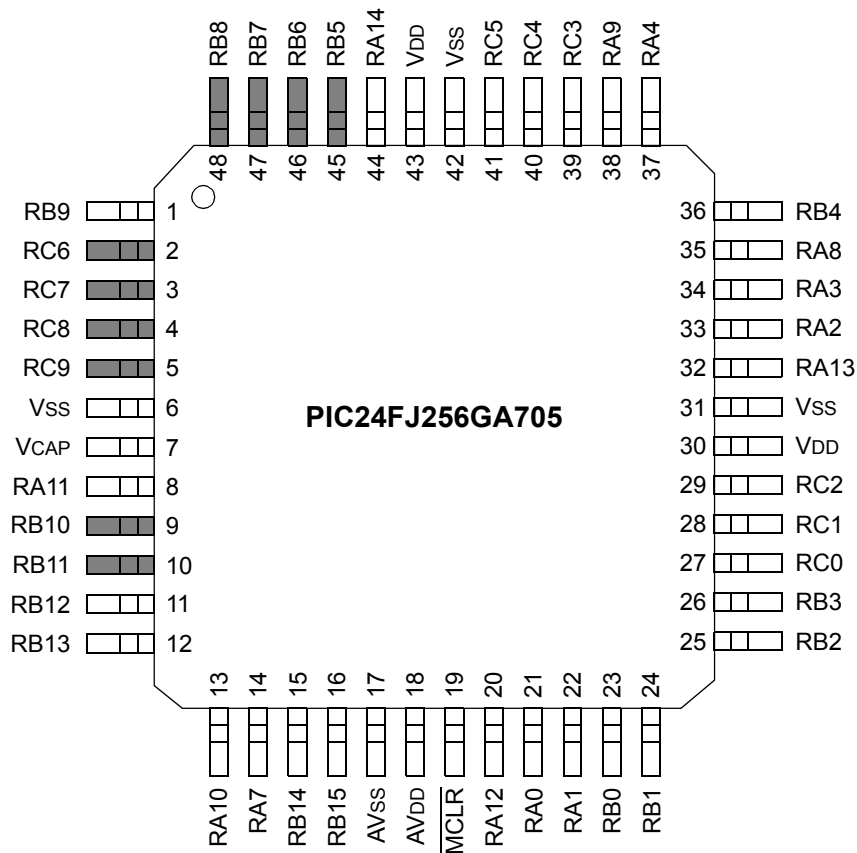 RB8 RB7 RB6 RB5 RA14 VDD VSS RC5 RC4 RC3 RA9 RA4
48 47 46 45 44 43 42 41 40 39 38 37
RB9 1 36 RB4
RC6 2 35 RA8
RC7 3 34 RA3
RC8 4 33 RA2
RC9 5 32 RA13
VSS 6 31 VSS
PIC24FJ256GA705
VCAP 7 30 VDD
RA11 8 29 RC2
RB10 9 28 RC1
RB11 10 27 RC0
RB12 11 26 RB3
RB13 12 25 RB2
13 14 15 16 17 18 19 20 21 22 23 24
RA10 RA7 RB14 RB15 AVSS AVDD MCLR RA12 RA0 RA1 RB0 RB1